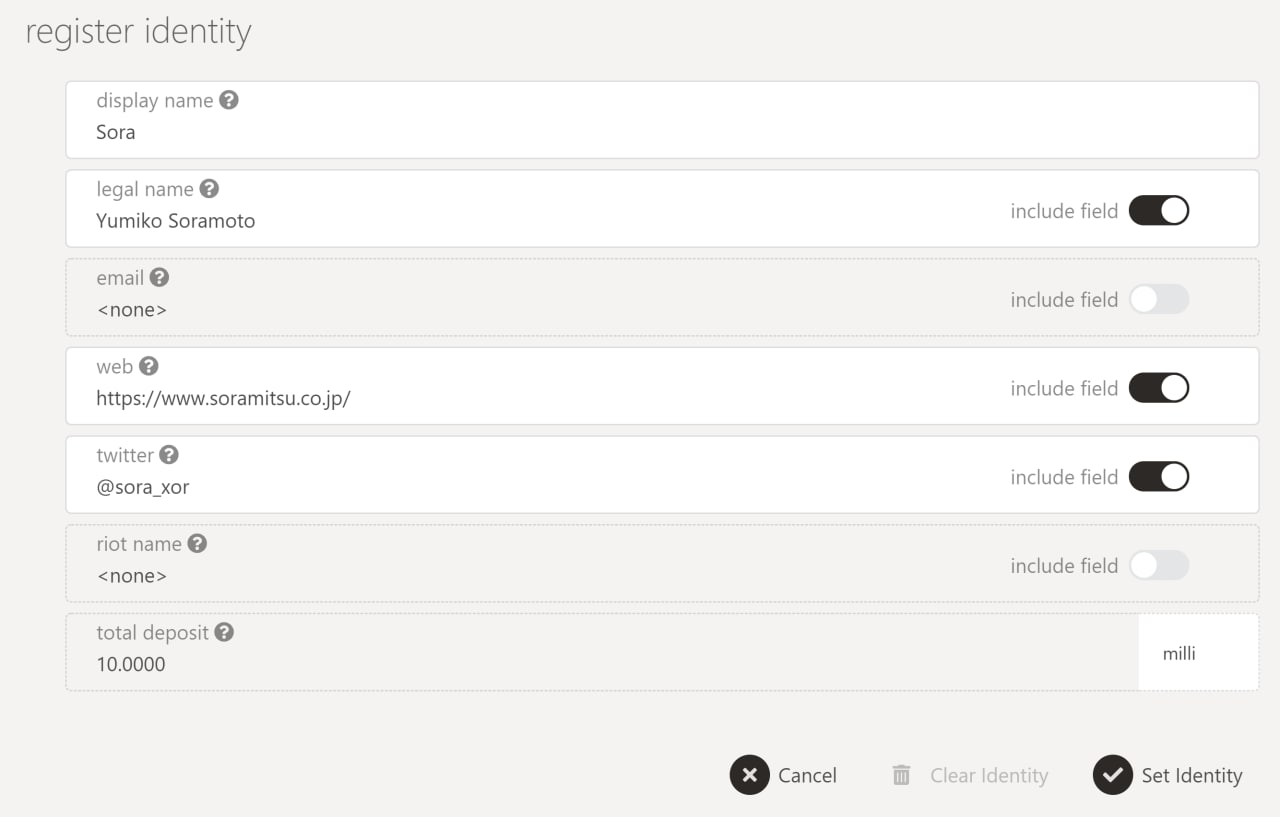 register identity
display name ?
Sora
legal name ?
Yumiko Soramoto
include field
email ?
<none>
include field
web ?
https://www.soramitsu.co.jp/
include field
twitter ?
@sora_xor
include field
riot name ?
<none>
include field
total deposit ?
10.0000
milli
Cancel
Clear Identity
Set Identity